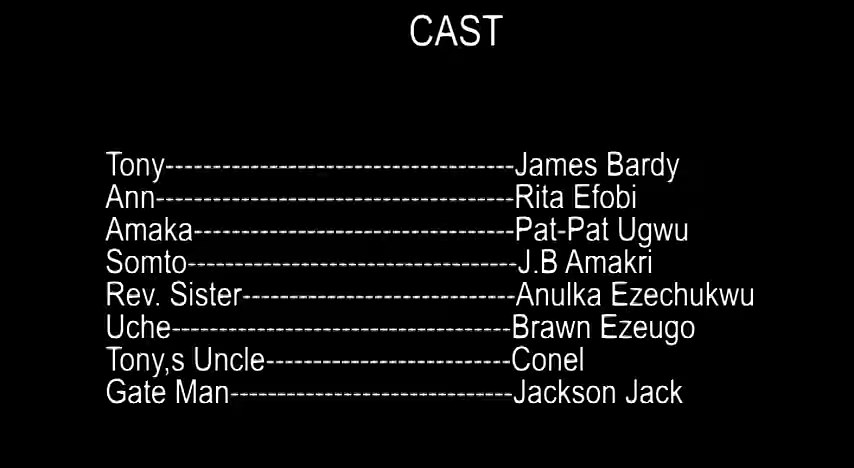 CAST
Tony-------------------------------------James Bardy
Ann--------------------------------------Rita Efobi
Amaka----------------------------------Pat-Pat Ugwu
Somto-----------------------------------J.B Amakri
Rev. Sister-----------------------------Anulka Ezechukwu
Uche------------------------------------Brawn Ezeugo
Tony,s Uncle--------------------------Conel
Gate Man------------------------------Jackson Jack